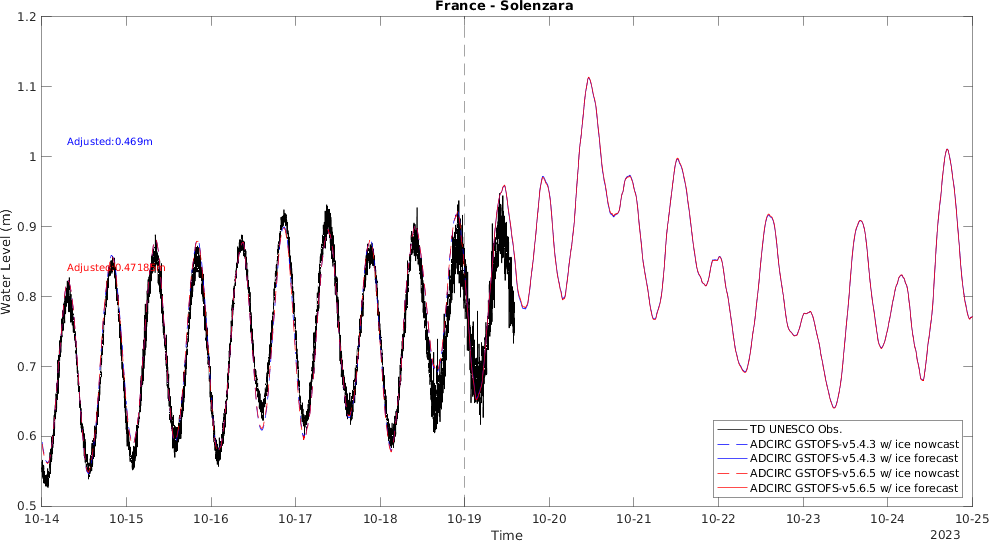 France - Solenzara
1.2
1.1
1
0.9
0.8
0.7
0.6
0.5
Water Level (m)
Adjusted:0.469m
TD UNESCO Obs.
ADCIRC GSTOFS-v5.4.3 w/ ice nowcast
ADCIRC GSTOFS-v5.4.3 w/ ice forecast
ADCIRC GSTOFS-v5.6.5 w/ ice nowcast
ADCIRC GSTOFS-v5.6.5 w/ ice forecast
10-14 10-15 10-16 10-17 10-18 10-19 10-20 10-21 10-22 10-23 10-24 10-25
Time
2023